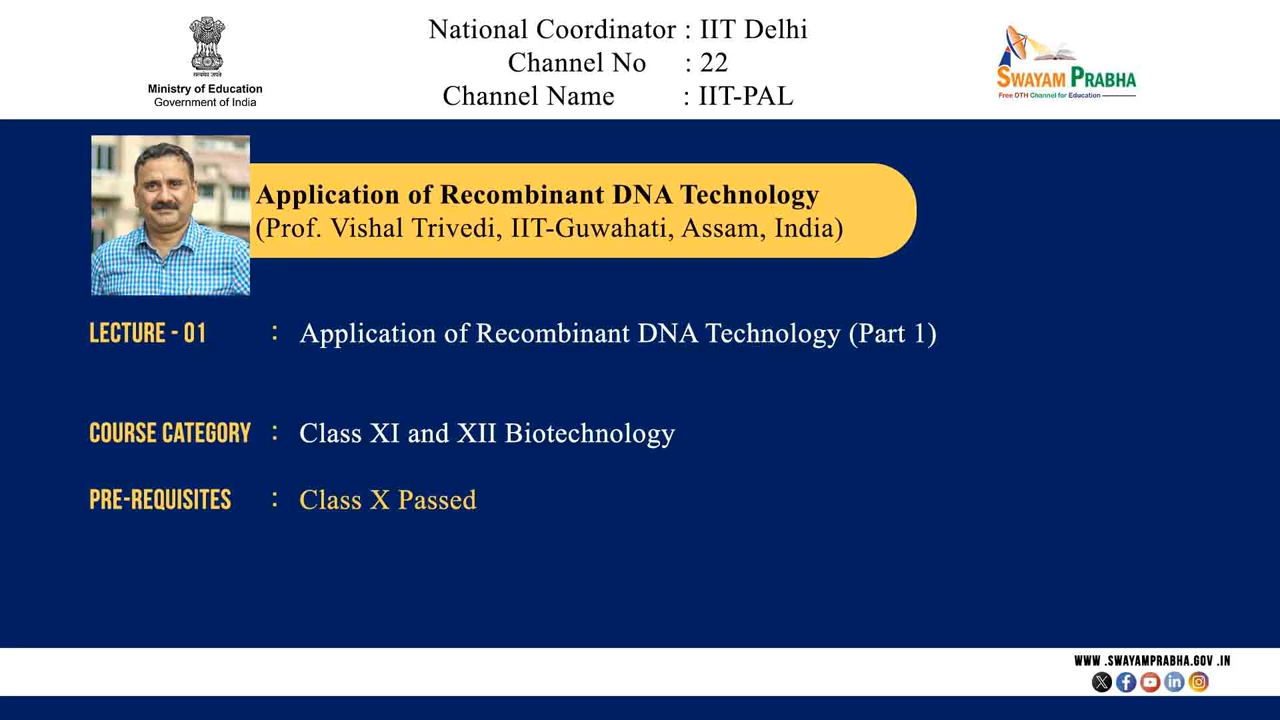 National Coordinator : IIT Delhi
Channel No : 22
Channel Name : IIT-PAL
सत्यमेव जयते
Ministry of Education
Government of India
SWAYAM PRABHA
Free DTH Channel for Education
Application of Recombinant DNA Technology
(Prof. Vishal Trivedi, IIT-Guwahati, Assam, India)
LECTURE - 01 : Application of Recombinant DNA Technology (Part 1)
COURSE CATEGORY : Class XI and XII Biotechnology
PRE-REQUISITES : Class X Passed
WWW .SWAYAMPRABHA.GOV .IN